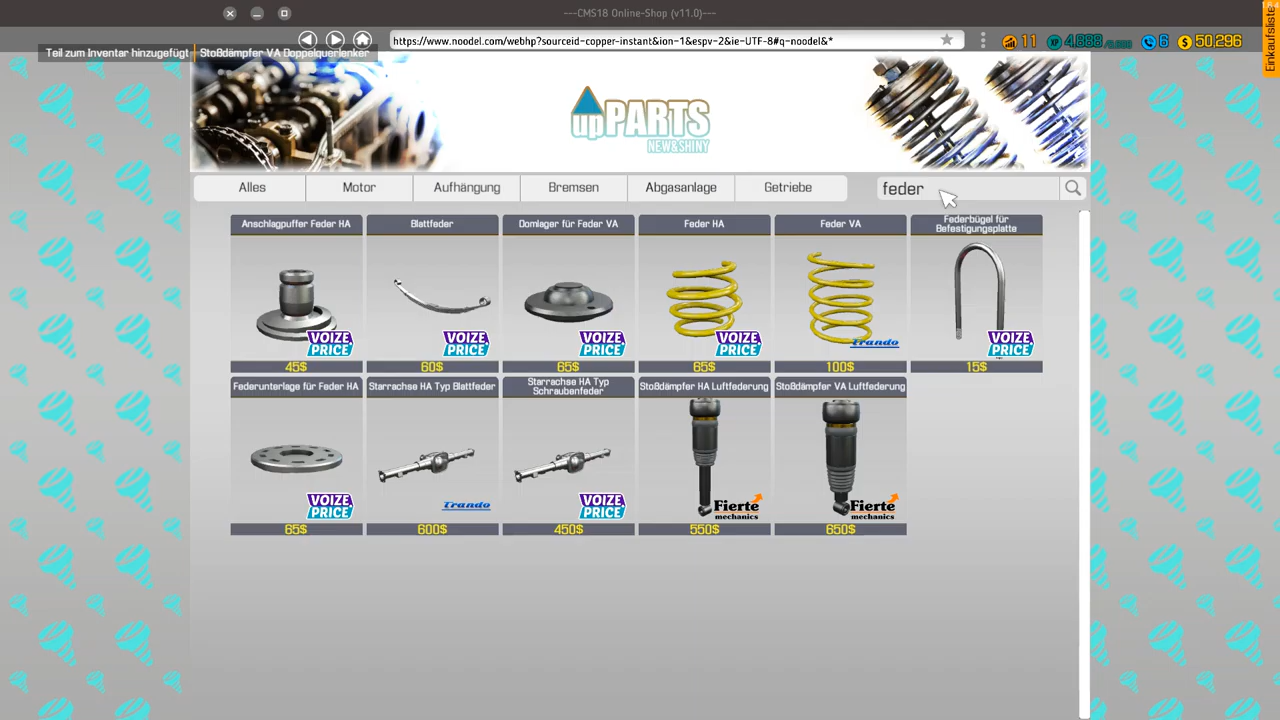 ---CMS18 Online-Shop (v11.0)---
Teil zum Inventar hinzugefügt Stoßdämpfer VA Doppelquerlenker
https://www.noodel.com/webhp?sourceid-copper-instant&ion-1&espv-2&ie-UTF-8#q-noodel&*
11 4,888 6 50,296
Einkaufsliste
upPARTS
NEW&SHINY
Alles Motor Aufhängung Bremsen Abgasanlage Getriebe feder
Anschlagpuffer Feder HA
VOIZE PRICE
45$
Blattfeder
VOIZE PRICE
60$
Domlager für Feder VA
VOIZE PRICE
65$
Feder HA
VOIZE PRICE
65$
Feder VA
Trando
100$
Federbügel für
Befestigungsplatte
VOIZE PRICE
15$
Federunterlage für Feder HA
VOIZE PRICE
65$
Starrachse HA Typ Blattfeder
Trando
600$
Starrachse HA Typ
Schraubenfeder
VOIZE PRICE
450$
Stoßdämpfer HA Luftfederung
Fierte
mechanics
550$
Stoßdämpfer VA Luftfederung
Fierte
mechanics
650$